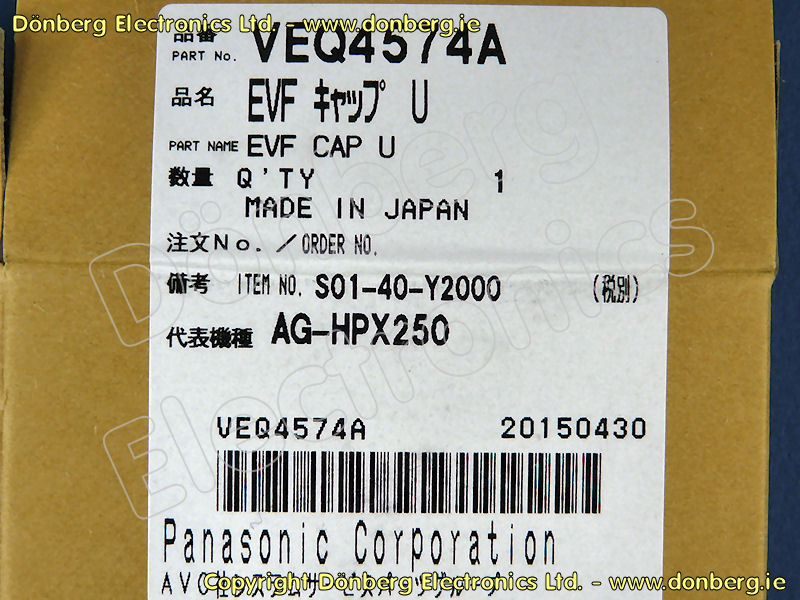 Dönberg Electronics Ltd. - www.donberg.ie
品番
PART No. VEQ4574A
品名 EVF キャップ U
PART NAME EVF CAP U
数量 Q'TY 1
MADE IN JAPAN
注文No./ORDER NO.
備考 ITEM NO. S01-40-Y2000 (税別)
代表機種 AG-HPX250
Dönberg
Electronics
VEQ4574A 20150430
Panasonic Corporation
Copyright Dönberg Electronics Ltd. - www.donberg.ie